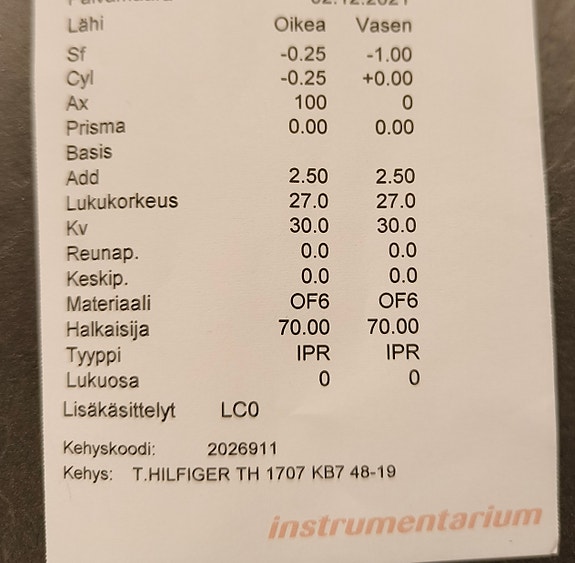 02.12.2021
Lähi Oikea Vasen
Sf -0.25 -1.00
Cyl -0.25 +0.00
Ax 100 0
Prisma 0.00 0.00
Basis
Add 2.50 2.50
Lukukorkeus 27.0 27.0
Kv 30.0 30.0
Reunap. 0.0 0.0
Keskip. 0.0 0.0
Materiaali OF6 OF6
Halkaisija 70.00 70.00
Tyyppi IPR IPR
Lukuosa 0 0
Lisäkäsittelyt LC0
Kehyskoodi: 2026911
Kehys: T.HILFIGER TH 1707 KB7 48-19
instrumentarium